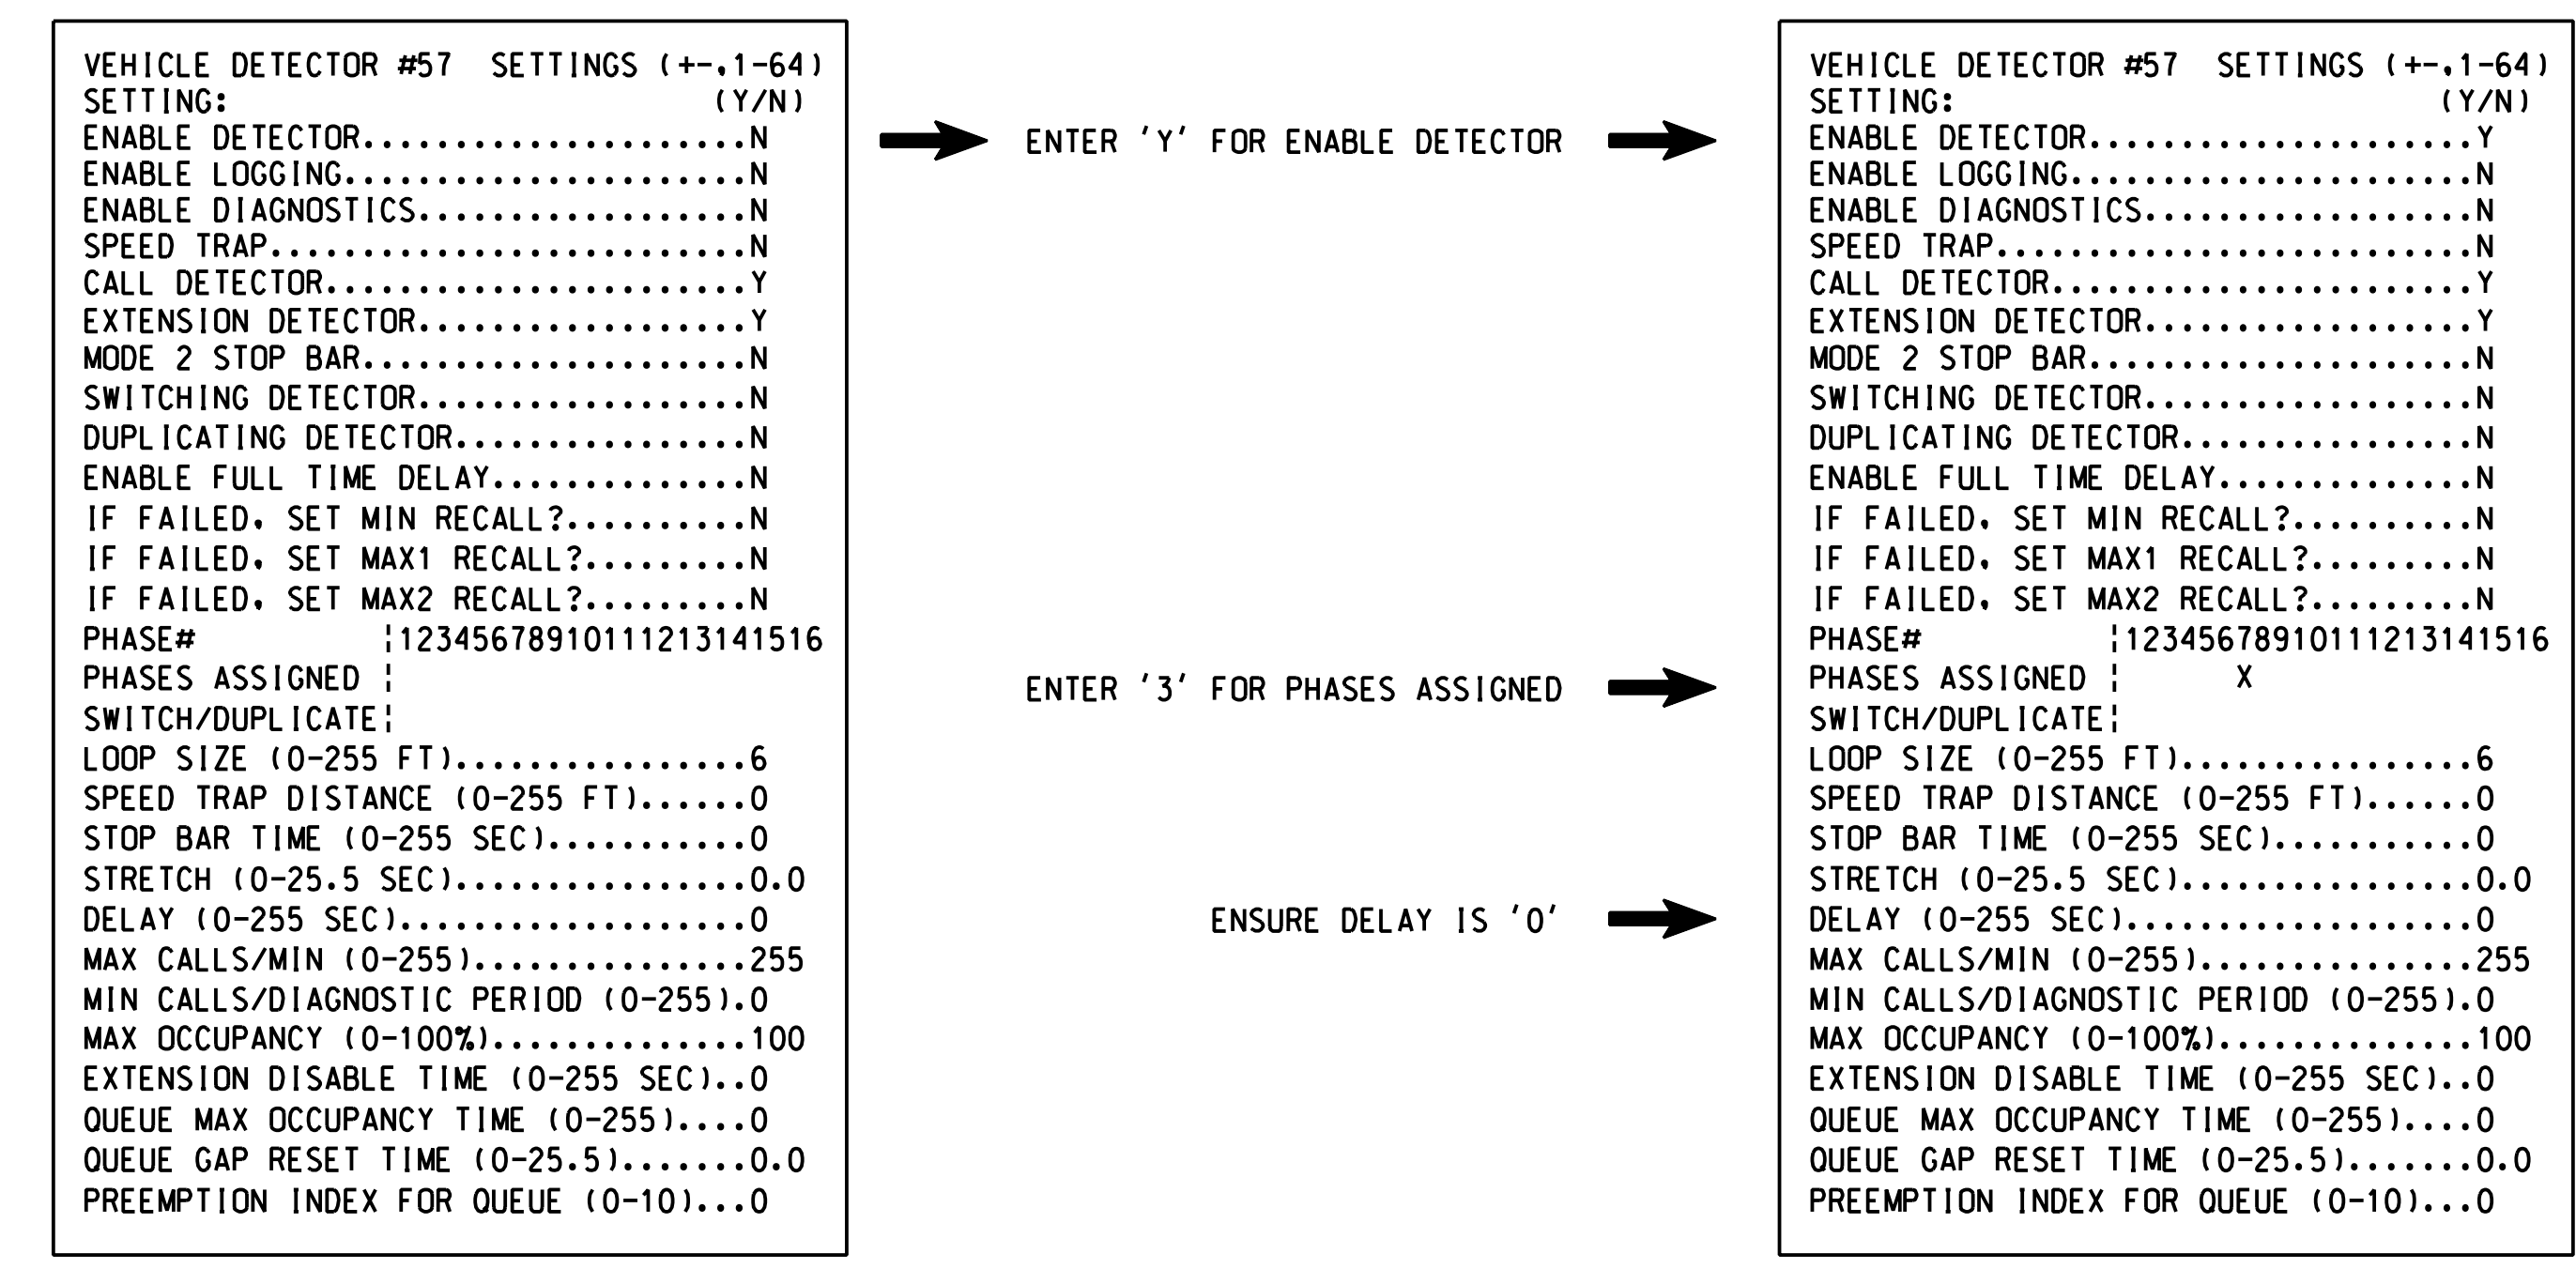 VEHICLE DETECTOR #57  SETTINGS (+-,1-64)
SETTING:                          (Y/N)
ENABLE DETECTOR.....................N
ENABLE LOGGING......................N
ENABLE DIAGNOSTICS..................N
SPEED TRAP..........................N
CALL DETECTOR.......................Y
EXTENSION DETECTOR..................Y
MODE 2 STOP BAR.....................N
SWITCHING DETECTOR..................N
DUPLICATING DETECTOR................N
ENABLE FULL TIME DELAY..............N
IF FAILED, SET MIN RECALL?..........N
IF FAILED, SET MAX1 RECALL?.........N
IF FAILED, SET MAX2 RECALL?.........N
PHASE#          ¦12345678910111213141516
PHASES ASSIGNED ¦
SWITCH/DUPLICATE¦
LOOP SIZE (0-255 FT)................6
SPEED TRAP DISTANCE (0-255 FT)......0
STOP BAR TIME (0-255 SEC)...........0
STRETCH (0-25.5 SEC)................0.0
DELAY (0-255 SEC)...................0
MAX CALLS/MIN (0-255)...............255
MIN CALLS/DIAGNOSTIC PERIOD (0-255).0
MAX OCCUPANCY (0-100%)..............100
EXTENSION DISABLE TIME (0-255 SEC)..0
QUEUE MAX OCCUPANCY TIME (0-255)....0
QUEUE GAP RESET TIME (0-25.5).......0.0
PREEMPTION INDEX FOR QUEUE (0-10)...0
ENTER 'Y' FOR ENABLE DETECTOR
ENTER '3' FOR PHASES ASSIGNED
ENSURE DELAY IS '0'
VEHICLE DETECTOR #57  SETTINGS (+-,1-64)
SETTING:                          (Y/N)
ENABLE DETECTOR.....................Y
ENABLE LOGGING......................N
ENABLE DIAGNOSTICS..................N
SPEED TRAP..........................N
CALL DETECTOR.......................Y
EXTENSION DETECTOR..................Y
MODE 2 STOP BAR.....................N
SWITCHING DETECTOR..................N
DUPLICATING DETECTOR................N
ENABLE FULL TIME DELAY..............N
IF FAILED, SET MIN RECALL?..........N
IF FAILED, SET MAX1 RECALL?.........N
IF FAILED, SET MAX2 RECALL?.........N
PHASE#          ¦12345678910111213141516
PHASES ASSIGNED ¦      X
SWITCH/DUPLICATE¦
LOOP SIZE (0-255 FT)................6
SPEED TRAP DISTANCE (0-255 FT)......0
STOP BAR TIME (0-255 SEC)...........0
STRETCH (0-25.5 SEC)................0.0
DELAY (0-255 SEC)...................0
MAX CALLS/MIN (0-255)...............255
MIN CALLS/DIAGNOSTIC PERIOD (0-255).0
MAX OCCUPANCY (0-100%)..............100
EXTENSION DISABLE TIME (0-255 SEC)..0
QUEUE MAX OCCUPANCY TIME (0-255)....0
QUEUE GAP RESET TIME (0-25.5).......0.0
PREEMPTION INDEX FOR QUEUE (0-10)...0